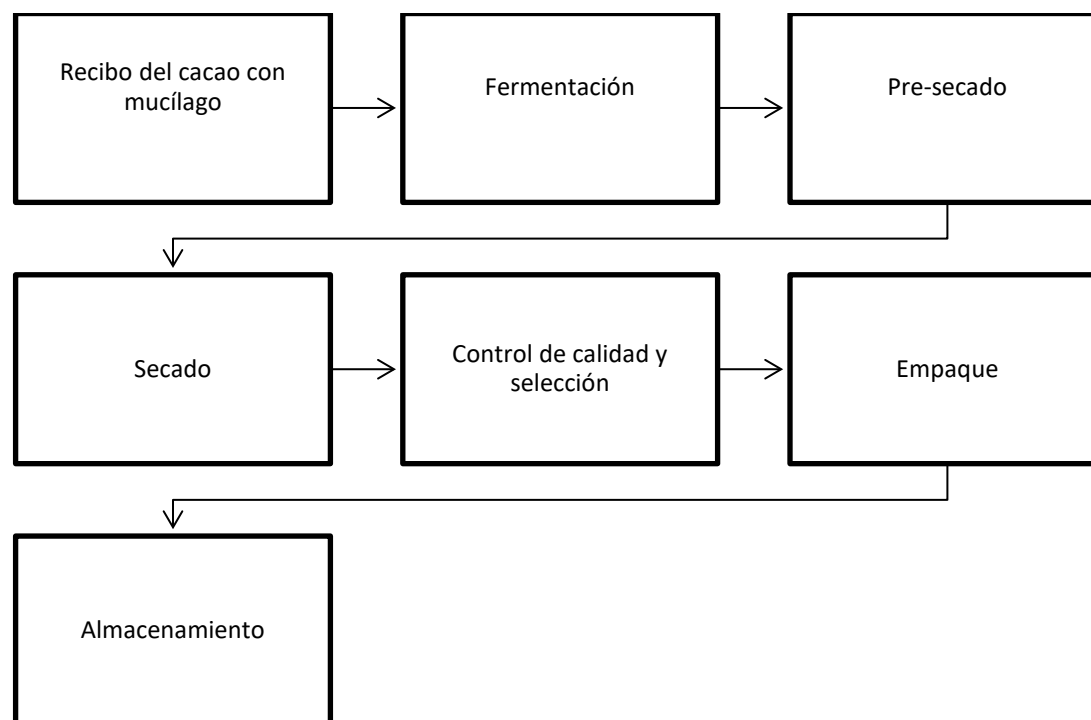 Recibo del cacao con
mucílago
Fermentación
Pre-secado
Secado
Control de calidad y
selección
Empaque
Almacenamiento